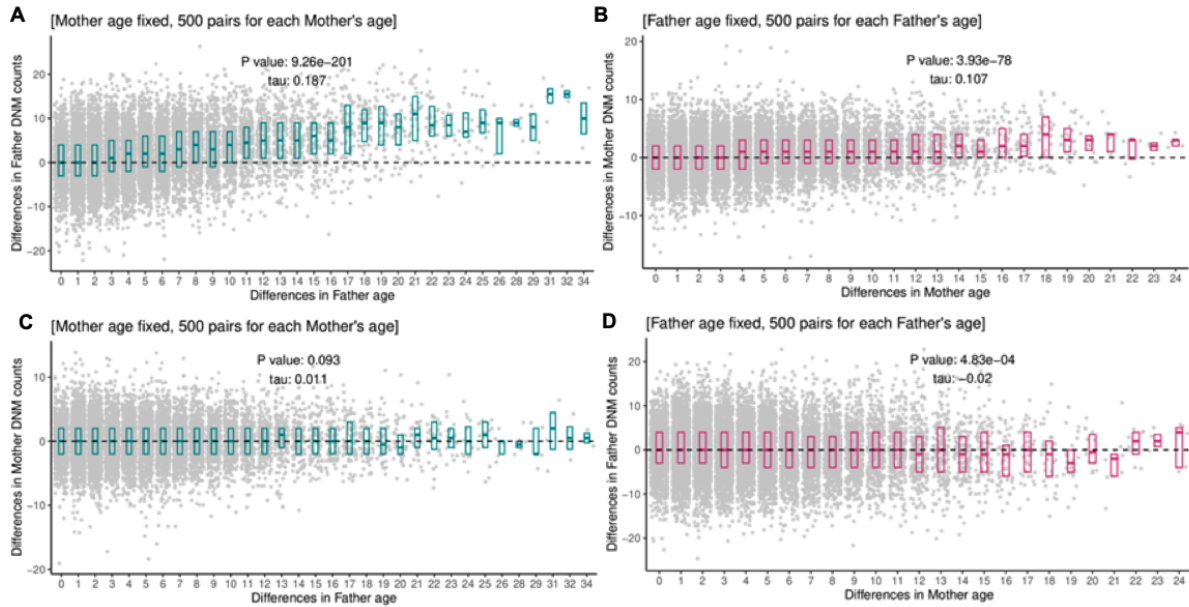 A
[Mother age fixed, 500 pairs for each Mother's age]
P value: 9.26e-201
tau: 0.187
Differences in Father DNM counts
20
10
0
-10
-20
0 1 2 3 4 5 6 7 8 9 10 11 12 13 14 15 16 17 18 19 20 21 22 23 24 25 26 28 29 31 32 34
Differences in Father age
B
[Father age fixed, 500 pairs for each Father's age]
P value: 3.93e-78
tau: 0.107
Differences in Mother DNM counts
20
10
0
-10
0 1 2 3 4 5 6 7 8 9 10 11 12 13 14 15 16 17 18 19 20 21 22 23 24
Differences in Mother age
C
[Mother age fixed, 500 pairs for each Mother's age]
P value: 0.093
tau: 0.011
Differences in Mother DNM counts
10
0
-10
-20
0 1 2 3 4 5 6 7 8 9 10 11 12 13 14 15 16 17 18 19 20 21 22 23 24 25 26 28 29 31 32 34
Differences in Father age
D
[Father age fixed, 500 pairs for each Father's age]
P value: 4.83e-04
tau: -0.02
Differences in Father DNM counts
20
10
0
-10
-20
0 1 2 3 4 5 6 7 8 9 10 11 12 13 14 15 16 17 18 19 20 21 22 23 24
Differences in Mother age